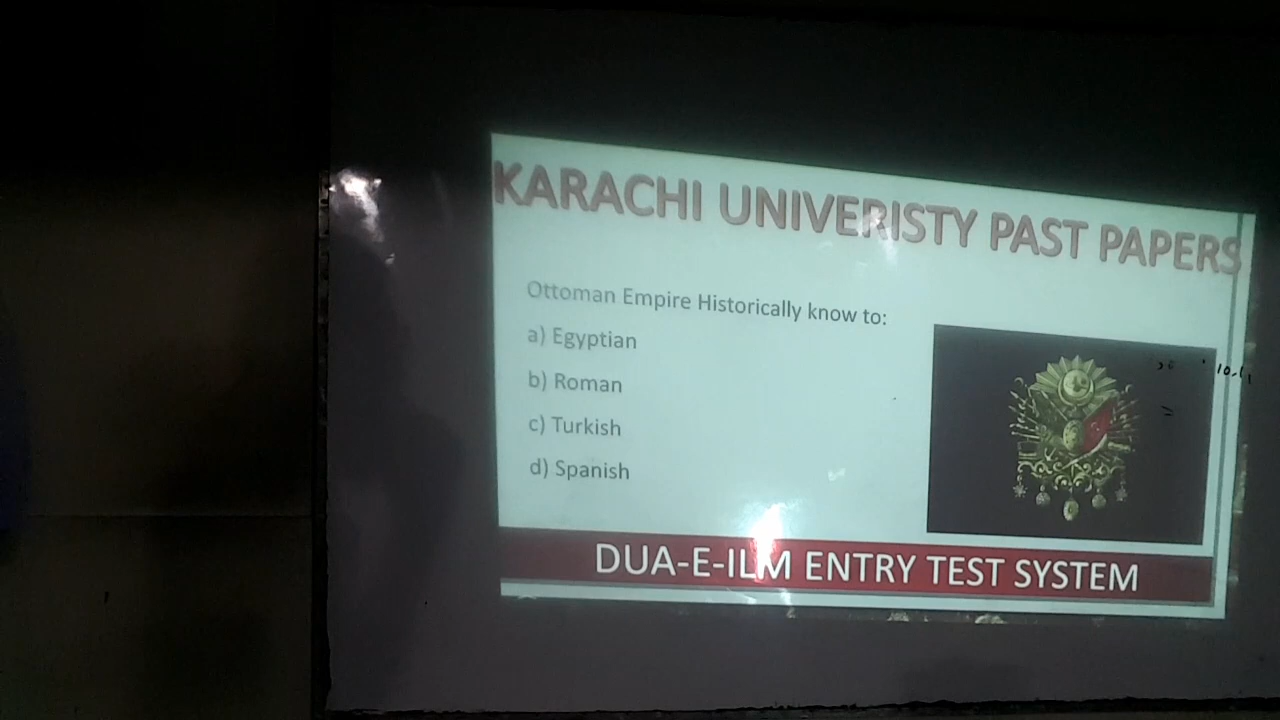 KARACHI UNIVERISTY PAST PAPERS
Ottoman Empire Historically know to:
a) Egyptian
b) Roman
c) Turkish
d) Spanish
DUA-E-ILM ENTRY TEST SYSTEM